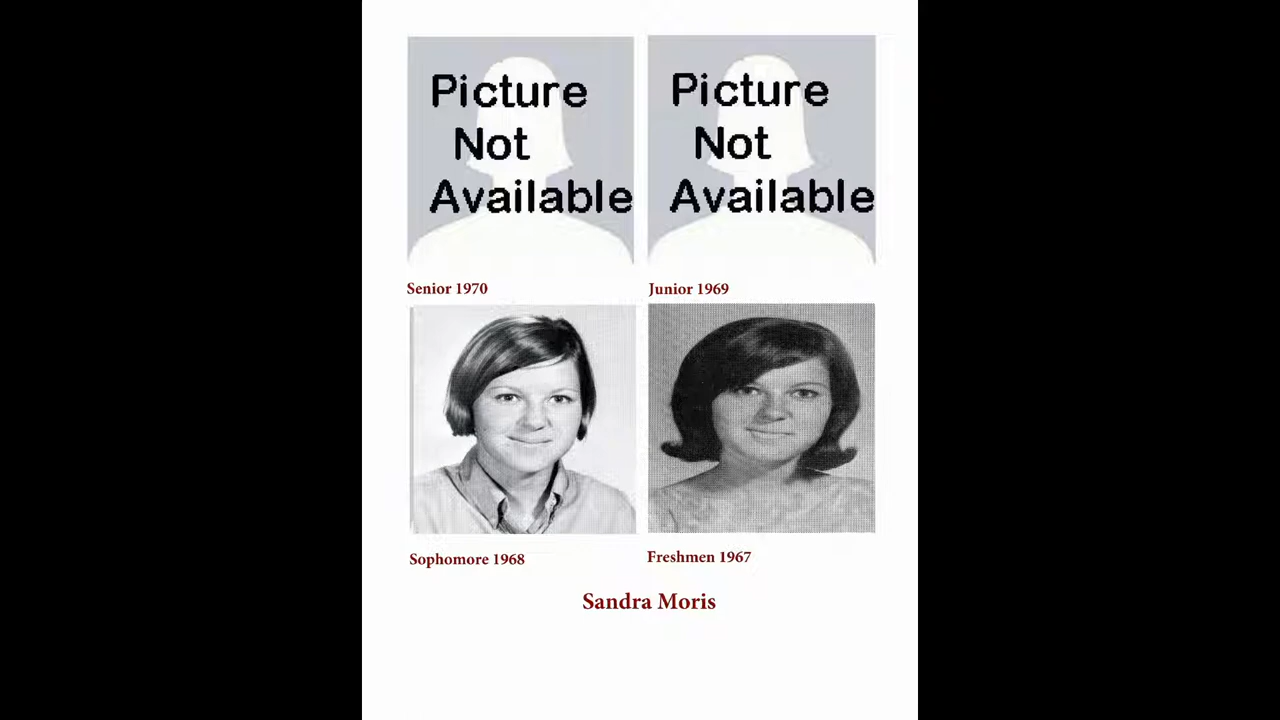 Picture
Not
Available
Picture
Not
Available
Senior 1970
Junior 1969
Sophomore 1968
Freshmen 1967
Sandra Moris